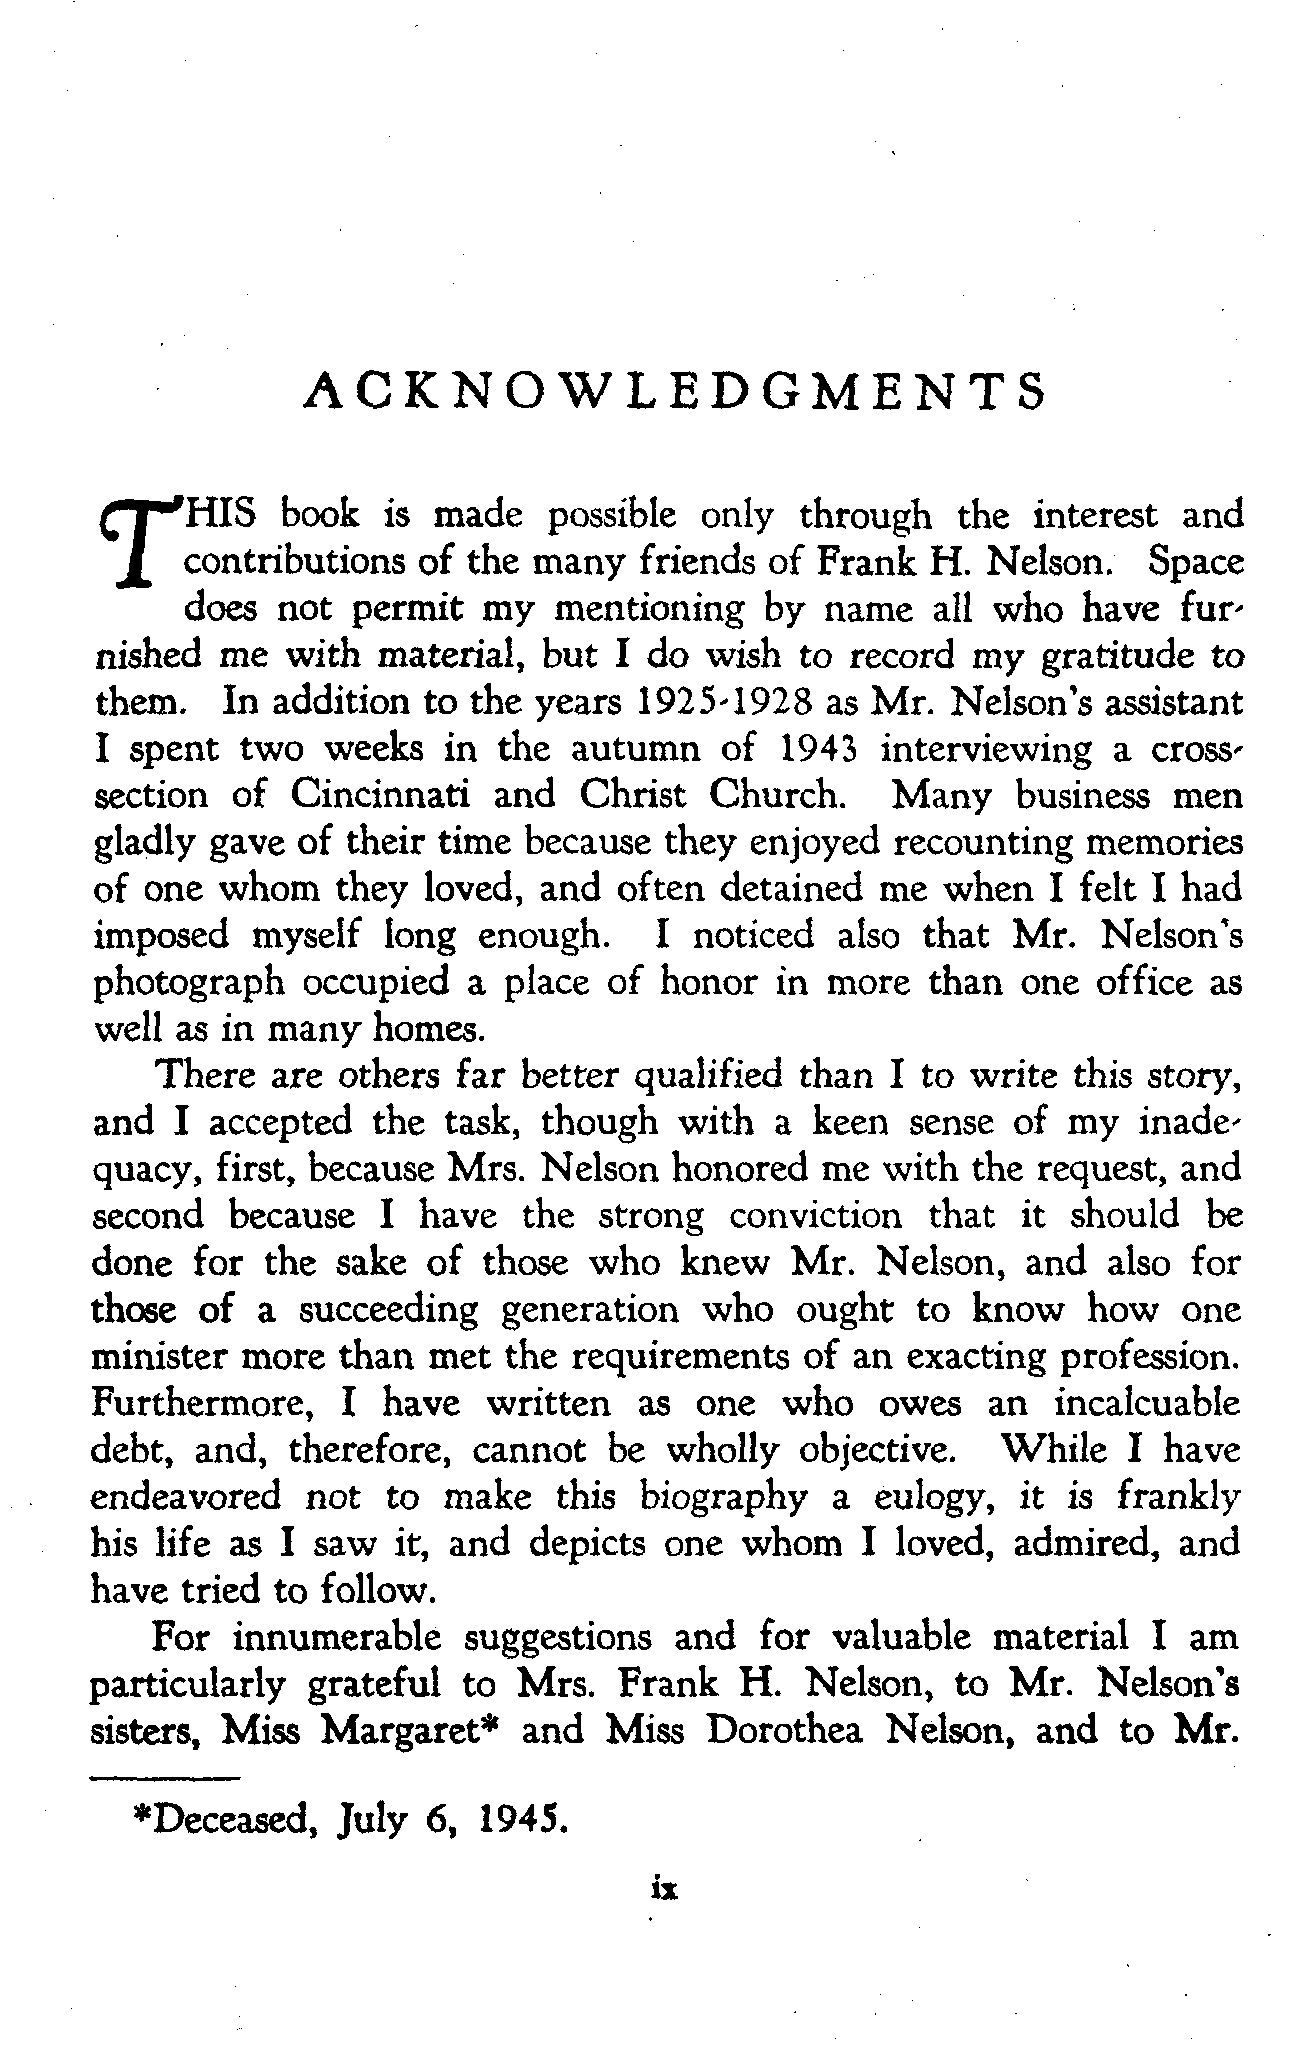 ACKNOWLEDGMENTS
THIS book is made possible only through the interest and
contributions of the many friends of Frank H. Nelson. Space
does not permit my mentioning by name all who have fur-
nished me with material, but I do wish to record my gratitude to
them. In addition to the years 1925-1928 as Mr. Nelson's assistant
I spent two weeks in the autumn of 1943 interviewing a cross-
section of Cincinnati and Christ Church. Many business men
gladly gave of their time because they enjoyed recounting memories
of one whom they loved, and often detained me when I felt I had
imposed myself long enough. I noticed also that Mr. Nelson's
photograph occupied a place of honor in more than one office as
well as in many homes.
There are others far better qualified than I to write this story,
and I accepted the task, though with a keen sense of my inade-
quacy, first, because Mrs. Nelson honored me with the request, and
second because I have the strong conviction that it should be
done for the sake of those who knew Mr. Nelson, and also for
those of a succeeding generation who ought to know how one
minister more than met the requirements of an exacting profession.
Furthermore, I have written as one who owes an incalcuable
debt, and, therefore, cannot be wholly objective. While I have
endeavored not to make this biography a eulogy, it is frankly
his life as I saw it, and depicts one whom I loved, admired, and
have tried to follow.
For innumerable suggestions and for valuable material I am
particularly grateful to Mrs. Frank H. Nelson, to Mr. Nelson's
sisters, Miss Margaret* and Miss Dorothea Nelson, and to Mr.
*Deceased, July 6, 1945.
ix